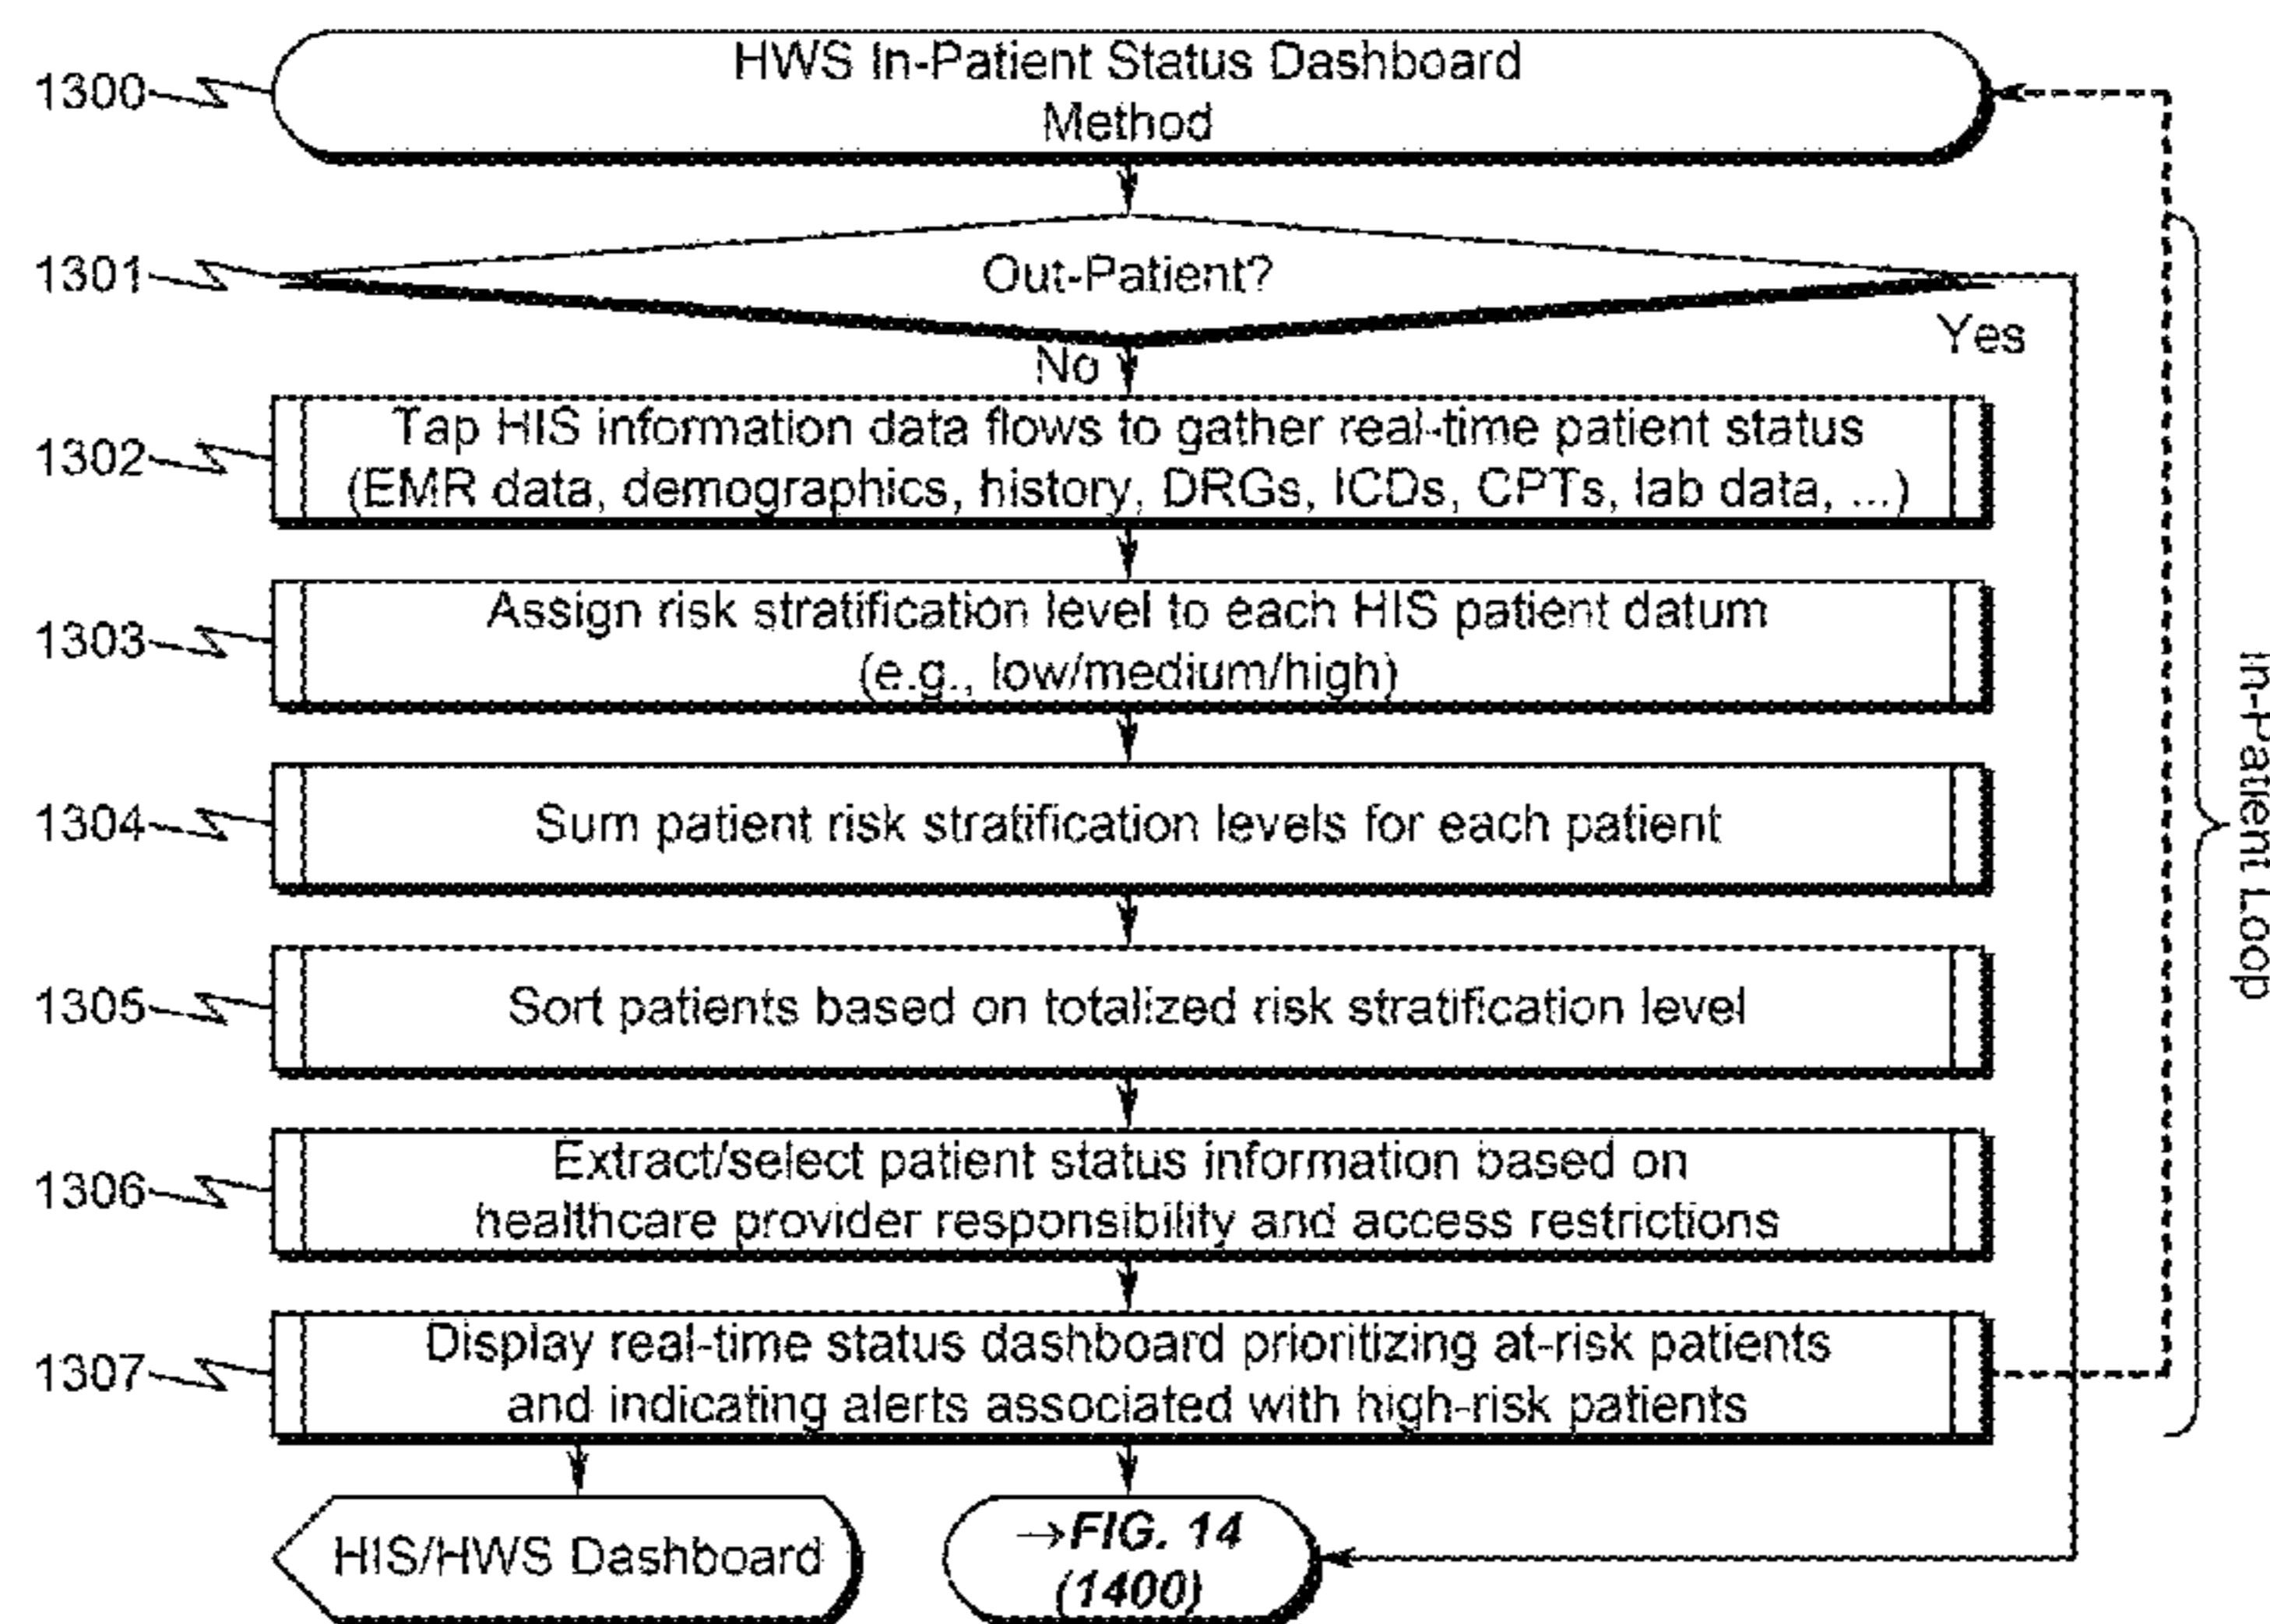 1300
HWS In-Patient Status Dashboard
Method
1301
Out-Patient?
Yes
No
1302
Tap HIS information data flows to gather real-time patient status
(EMR data, demographics, history, DRGs, ICDs, CPTs, lab data, ...)
1303
Assign risk stratification level to each HIS patient datum
(e.g., low/medium/high)
1304
Sum patient risk stratification levels for each patient
1305
Sort patients based on totalized risk stratification level
1306
Extract/select patient status information based on
healthcare provider responsibility and access restrictions
1307
Display real-time status dashboard prioritizing at-risk patients
and indicating alerts associated with high-risk patients
In-Patient Loop
HIS/HWS Dashboard
→FIG. 14
(1400)